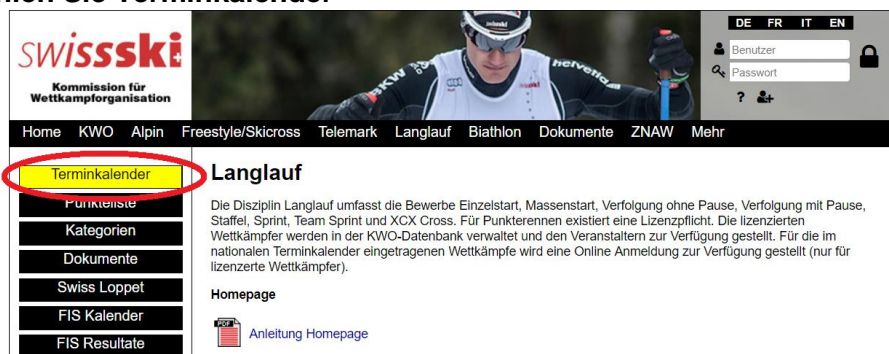 Sie Terminkalender
swissski
Kommission für
Wettkampforganisation
helvetia
DE FR IT EN
Benutzer
Passwort
?
Home KWO Alpin Freestyle/Skicross Telemark Langlauf Biathlon Dokumente ZNAW Mehr
Terminkalender
Punkteliste
Kategorien
Dokumente
Swiss Loppet
FIS Kalender
FIS Resultate
Langlauf
Die Disziplin Langlauf umfasst die Bewerbe Einzelstart, Massenstart, Verfolgung ohne Pause, Verfolgung mit Pause,
Staffel, Sprint, Team Sprint und XCX Cross. Für Punkterennen existiert eine Lizenzpflicht. Die lizenzierten
Wettkämpfer werden in der KWO-Datenbank verwaltet und den Veranstaltern zur Verfügung gestellt. Für die im
nationalen Terminkalender eingetragenen Wettkämpfe wird eine Online Anmeldung zur Verfügung gestellt (nur für
lizenzerte Wettkämpfer).
Homepage
PDF
Anleitung Homepage